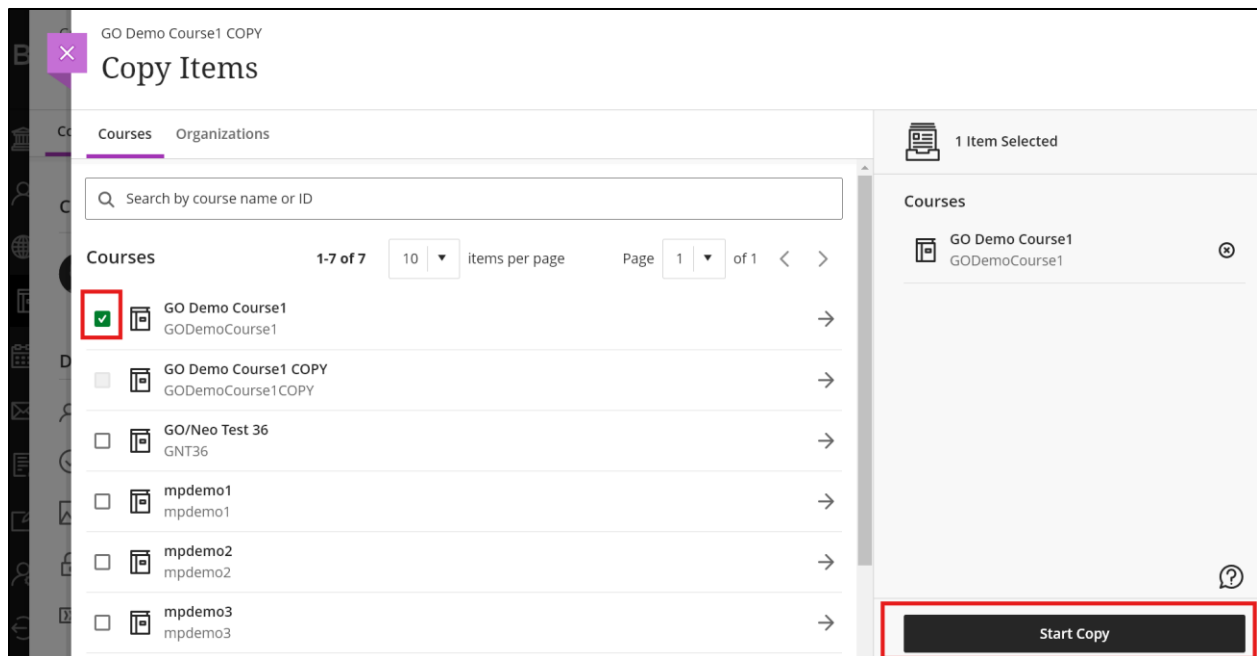 GO Demo Course1 COPY
Copy Items
Courses Organizations
1 Item Selected
Search by course name or ID
Courses
GO Demo Course1
GODemoCourse1
Courses 1-7 of 7 10 items per page Page 1 of 1
GO Demo Course1
GODemoCourse1
GO Demo Course1 COPY
GODemoCourse1COPY
GO/Neo Test 36
GNT36
mpdemo1
mpdemo1
mpdemo2
mpdemo2
mpdemo3
mpdemo3
Start Copy